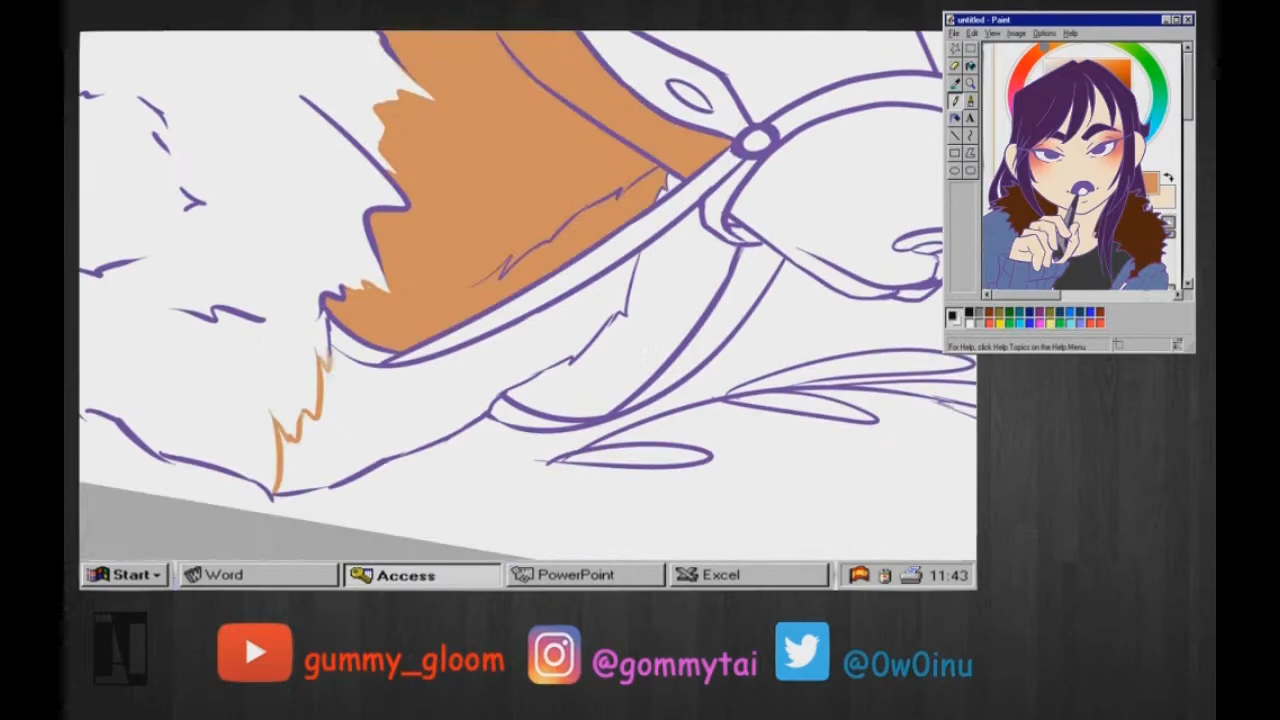 untitled - Paint
File Edit View Image Options Help
A
For Help, click Help Topics on the Help Menu.
Start Word Access PowerPoint Excel 11:43
gummy_gloom @gommytai @0w0inu